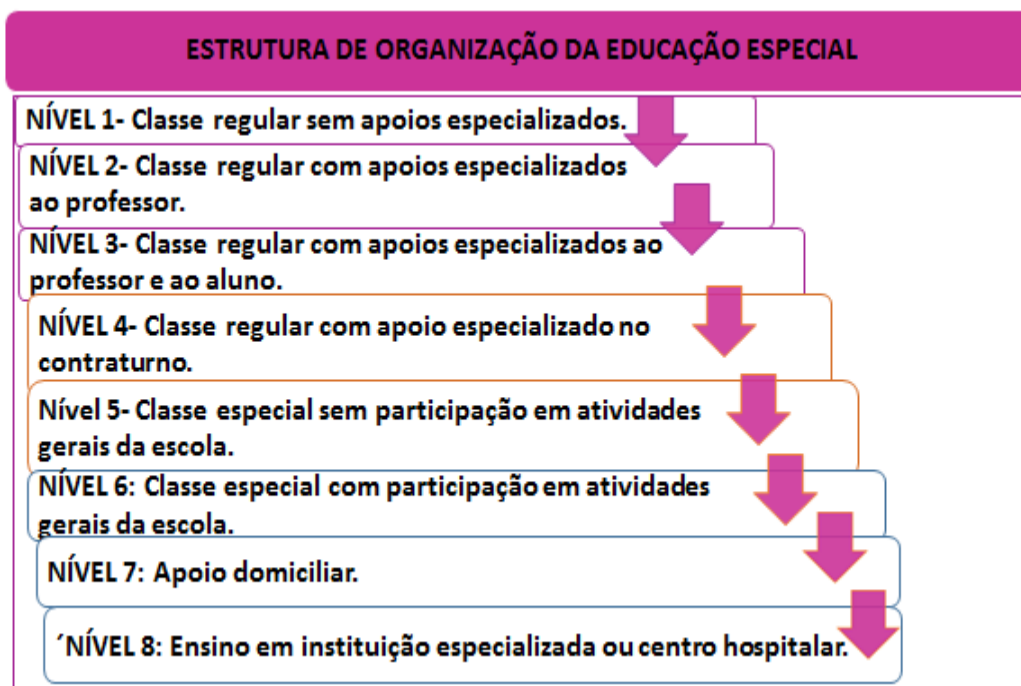 ESTRUTURA DE ORGANIZAÇÃO DA EDUCAÇÃO ESPECIAL
NÍVEL 1- Classe regular sem apoios especializados.
NÍVEL 2- Classe regular com apoios especializados
ao professor.
NÍVEL 3- Classe regular com apoios especializados ao
professor e ao aluno.
NÍVEL 4- Classe regular com apoio especializado no
contraturno.
Nível 5- Classe especial sem participação em atividades
gerais da escola.
NÍVEL 6: Classe especial com participação em atividades
gerais da escola.
NÍVEL 7: Apoio domiciliar.
´NÍVEL 8: Ensino em instituição especializada ou centro hospitalar.